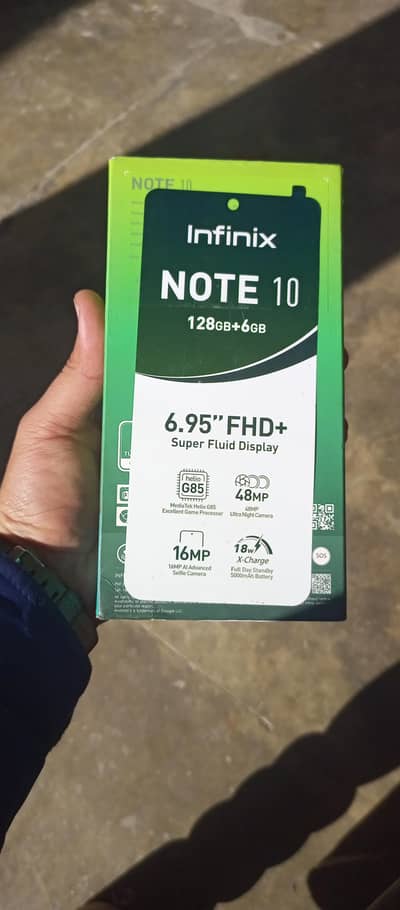 NOTE 10
Infinix
NOTE 10
128GB+6GB
6.95” FHD+
Super Fluid Display
helio
G85
MediaTek Helio G85
Excellent Game Processor
48MP
48MP
Ultra Night Camera
16MP
16MP AI Advanced
Selfie Camera
18W
X-Charge
Full Day Standby
5000mAh Battery
SOS